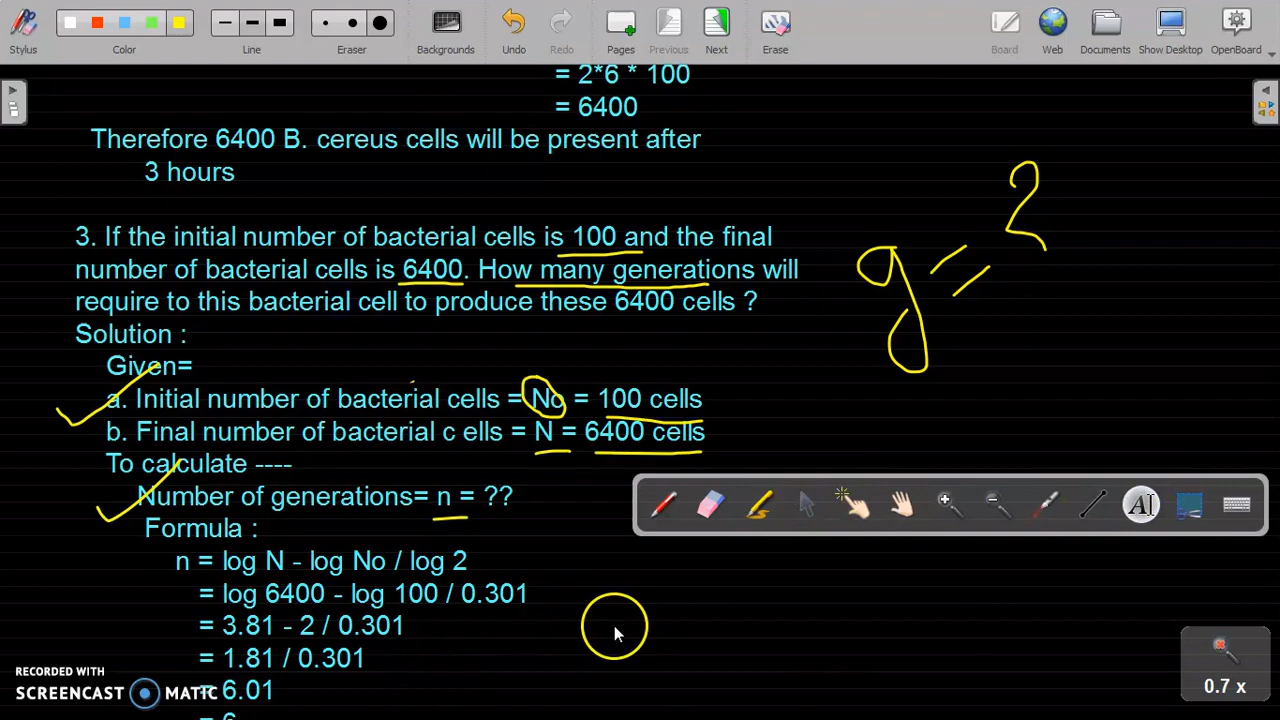 Stylus Color Line Eraser Backgrounds Undo Redo Pages Previous Next Erase Board Web Documents Show Desktop OpenBoard
= 2*6 * 100
= 6400
Therefore 6400 B. cereus cells will be present after
3 hours
3. If the initial number of bacterial cells is 100 and the final
number of bacterial cells is 6400. How many generations will
require to this bacterial cell to produce these 6400 cells ?
Solution :
Given=
a. Initial number of bacterial cells = No = 100 cells
b. Final number of bacterial c ells = N = 6400 cells
To calculate ----
Number of generations= n = ??
Formula :
n = log N - log No / log 2
= log 6400 - log 100 / 0.301
= 3.81 - 2 / 0.301
= 1.81 / 0.301
= 6.01
= 6
g = ?
A
RECORDED WITH
SCREENCAST MATIC
0.7 x